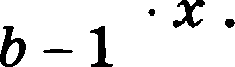 b – 1 · x .